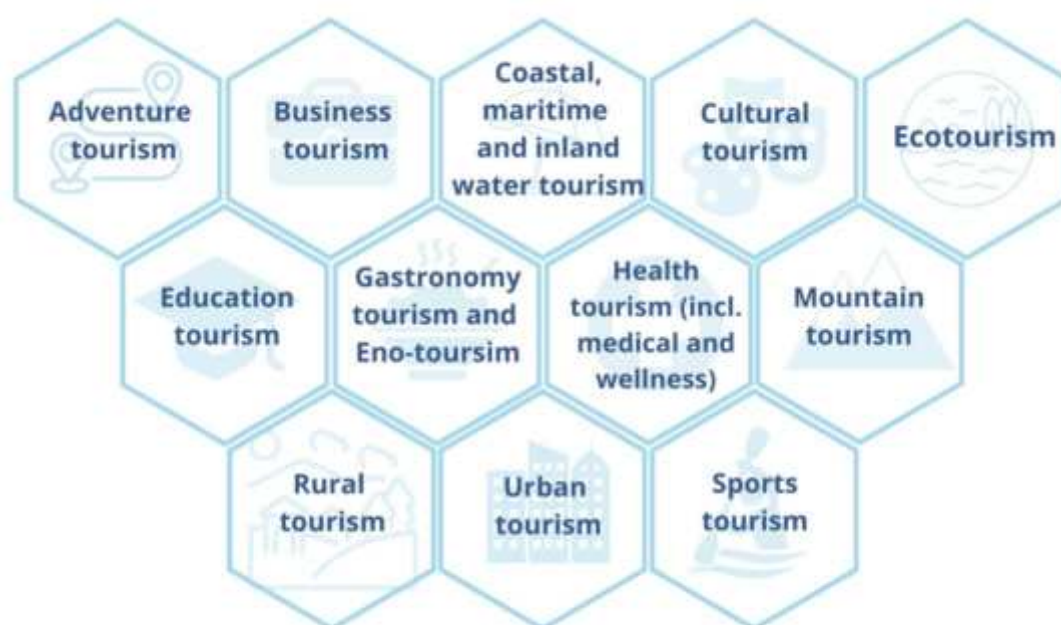 Adventure
tourism
Business
tourism
Coastal,
maritime
and inland
water tourism
Cultural
tourism
Ecotourism
Education
tourism
Gastronomy
tourism and
Eno-toursim
Health
tourism (incl.
medical and
wellness)
Mountain
tourism
Rural
tourism
Urban
tourism
Sports
tourism